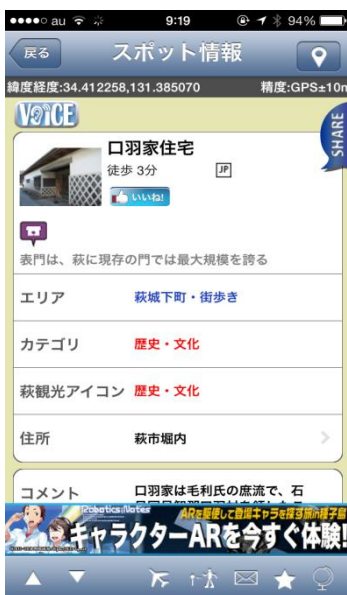 au 9:19 94%
戻る スポット情報
緯度経度:34.412258,131.385070 精度:GPS±10m
VOICE
SHARE
口羽家住宅
徒歩 3分 JP
いいね!
表門は、萩に現存の門では最大規模を誇る
エリア 萩城下町・街歩き
カテゴリ 歴史・文化
萩観光アイコン 歴史・文化
住所 萩市堀内
コメント 口羽家は毛利氏の庶流で、石
Robotics;Notes ARを駆使して登場キャラを探す旅in種子島
キャラクターARを今すぐ体験!